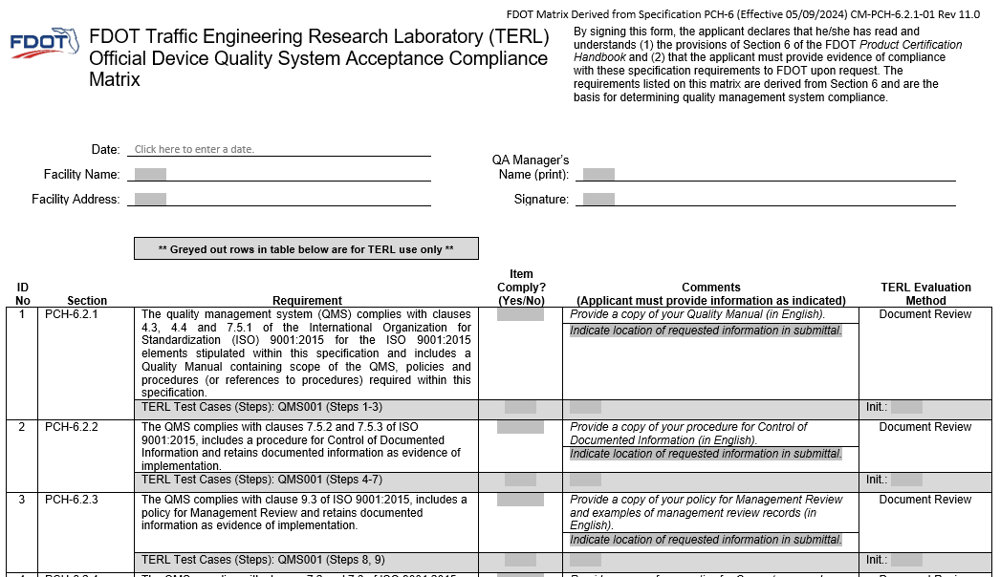 FDOT Matrix Derived from Specification PCH-6 (Effective 05/09/2024) CM-PCH-6.2.1-01 Rev 11.0
FDOT
FDOT Traffic Engineering Research Laboratory (TERL)
Official Device Quality System Acceptance Compliance
Matrix
By signing this form, the applicant declares that he/she has read and
understands (1) the provisions of Section 6 of the FDOT Product Certification
Handbook and (2) that the applicant must provide evidence of compliance
with these specification requirements to FDOT upon request. The
requirements listed on this matrix are derived from Section 6 and are the
basis for determining quality management system compliance.
Date: Click here to enter a date.
Facility Name:
Facility Address:
QA Manager's
Name (print):
Signature:
** Greyed out rows in table below are for TERL use only **
ID
No
Section
Requirement
Item
Comply?
(Yes/No)
Comments
(Applicant must provide information as indicated)
TERL Evaluation
Method
1
PCH-6.2.1
The quality management system (QMS) complies with clauses
4.3, 4.4 and 7.5.1 of the International Organization for
Standardization (ISO) 9001:2015 for the ISO 9001:2015
elements stipulated within this specification and includes a
Quality Manual containing scope of the QMS, policies and
procedures (or references to procedures) required within this
specification.
Provide a copy of your Quality Manual (in English).
Indicate location of requested information in submittal.
Document Review
TERL Test Cases (Steps): QMS001 (Steps 1-3)
Init.:
2
PCH-6.2.2
The QMS complies with clauses 7.5.2 and 7.5.3 of ISO
9001:2015, includes a procedure for Control of Documented
Information and retains documented information as evidence of
implementation.
Provide a copy of your procedure for Control of
Documented Information (in English).
Indicate location of requested information in submittal.
Document Review
TERL Test Cases (Steps): QMS001 (Steps 4-7)
Init.:
3
PCH-6.2.3
The QMS complies with clause 9.3 of ISO 9001:2015, includes a
policy for Management Review and retains documented
information as evidence of implementation.
Provide a copy of your policy for Management Review
and examples of management review records (in
English).
Indicate location of requested information in submittal.
Document Review
TERL Test Cases (Steps): QMS001 (Steps 8, 9)
Init.: